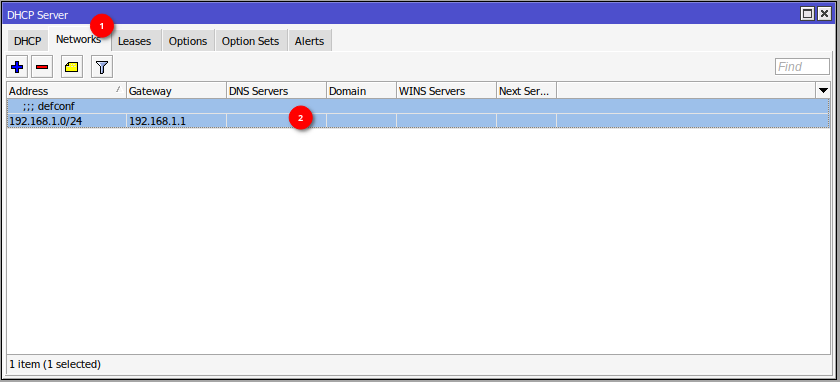 DHCP Server
1
DHCP Networks Leases Options Option Sets Alerts
Find
Address Gateway DNS Servers Domain WINS Servers Next Ser...
;;; defconf
192.168.1.0/24 192.168.1.1
2
1 item (1 selected)